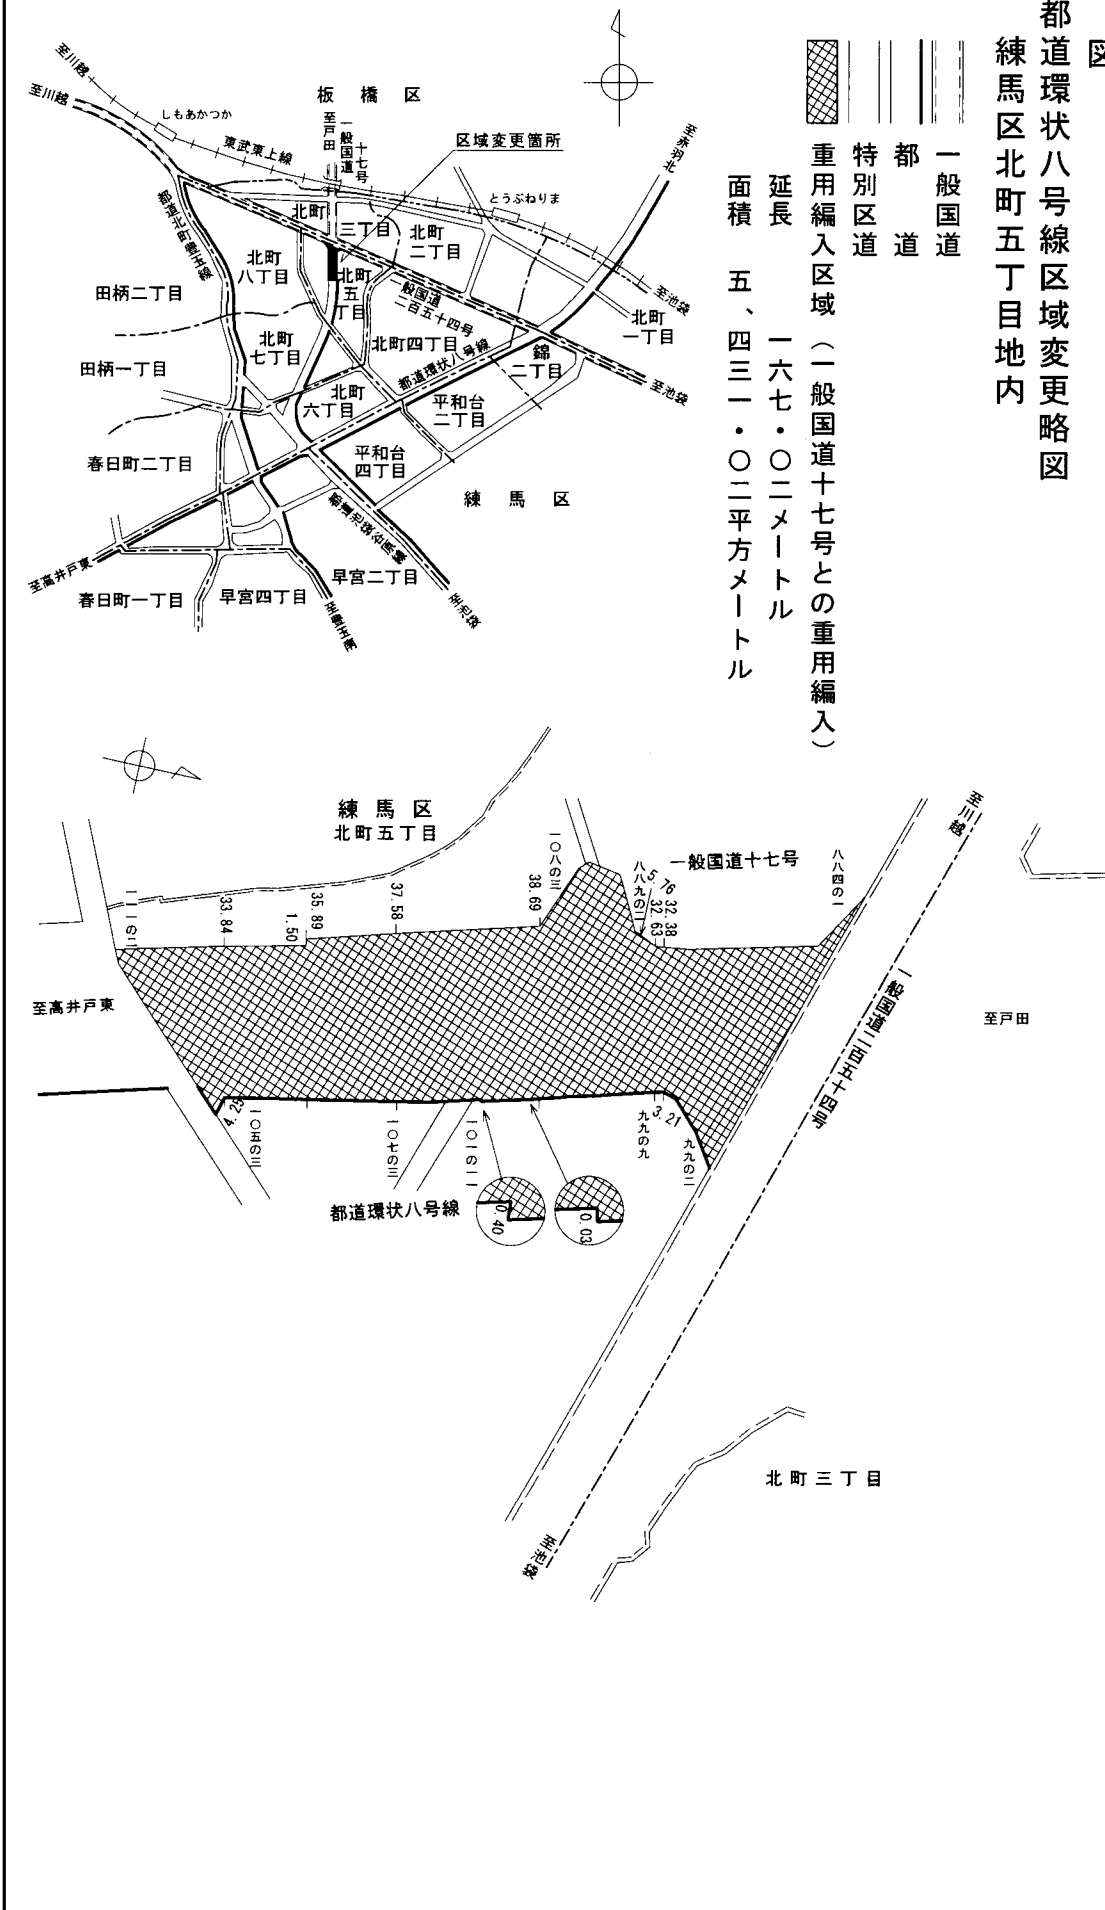 都道環状八号線区域変更略図
練馬区北町五丁目地内
一般国道
都道
特別区道
重用編入区域（一般国道十七号との重用編入）
延長 一六七・〇二メートル
面積 五、四三一・〇二平方メートル
至川越
至川越
しもあかつか
東武東上線
板橋区
至戸田
一般国道十七号
区域変更箇所
至赤羽北
とうぶねりま
都道北町豊玉線
北町三丁目
北町二丁目
北町八丁目
北町五丁目
一般国道二百五十四号
至池袋
北町一丁目
田柄二丁目
北町七丁目
北町四丁目
都道環状八号線
錦二丁目
至池袋
田柄一丁目
北町六丁目
平和台二丁目
春日町二丁目
平和台四丁目
練馬区
至高井戸東
早宮二丁目
春日町一丁目
早宮四丁目
至豊玉南
至池袋
練馬区
北町五丁目
一般国道十七号
至川越
一〇八の三
八八九の二
八八四の一
33.84
1.50
35.89
37.58
38.69
5.76
32.63
32.38
至高井戸東
一般国道二百五十四号
至戸田
4.25
一〇五の三
一〇七の三
一〇一の一一
九九の九
3.21
九九の二
都道環状八号線
0.40
0.03
北町三丁目
至池袋